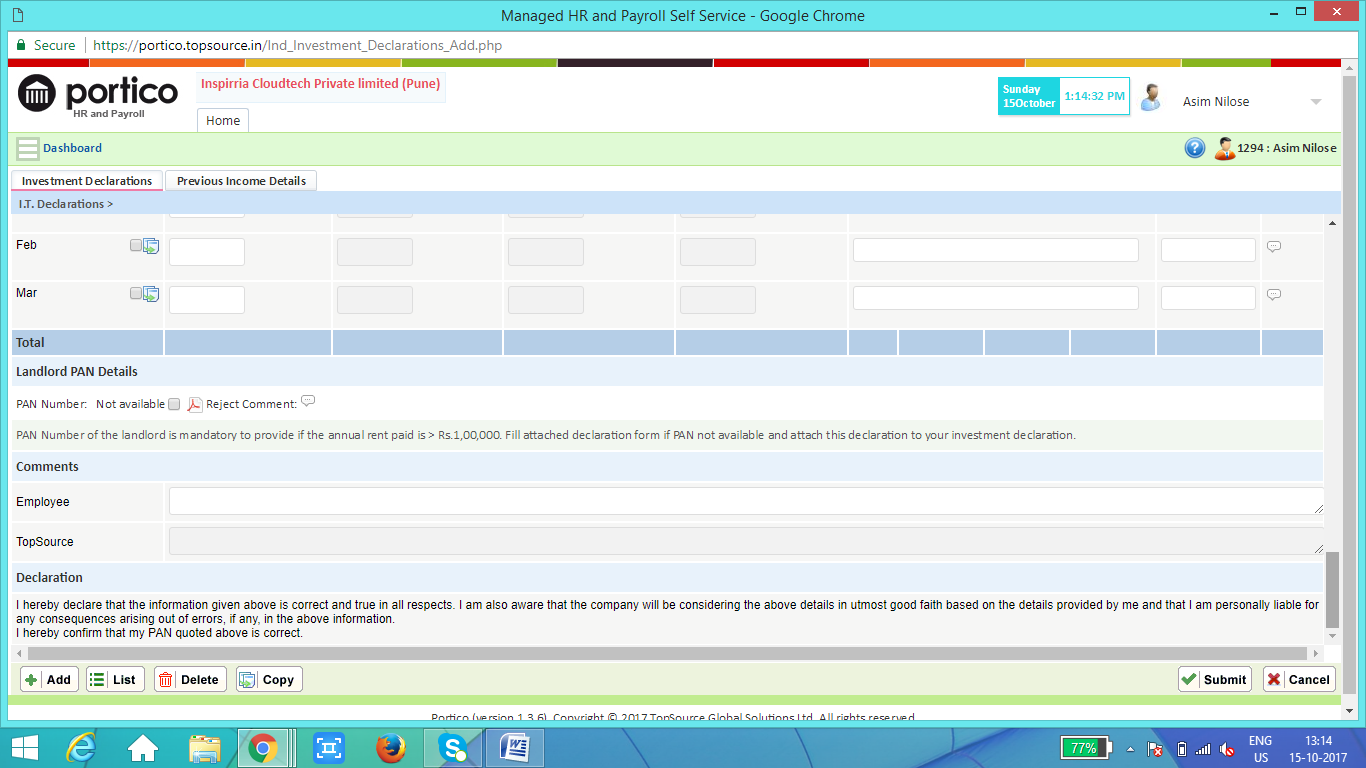 Managed HR and Payroll Self Service - Google Chrome
Secure https://portico.topsource.in/Ind_Investment_Declarations_Add.php
portico
HR and Payroll
Inspirria Cloudtech Private limited (Pune)
Home
Sunday
15October
1:14:32 PM
Asim Nilose
Dashboard
? 1294 : Asim Nilose
Investment Declarations Previous Income Details
I.T. Declarations >
Feb
Mar
Total
Landlord PAN Details
PAN Number: Not available Reject Comment:
PAN Number of the landlord is mandatory to provide if the annual rent paid is > Rs.1,00,000. Fill attached declaration form if PAN not available and attach this declaration to your investment declaration.
Comments
Employee
TopSource
Declaration
I hereby declare that the information given above is correct and true in all respects. I am also aware that the company will be considering the above details in utmost good faith based on the details provided by me and that I am personally liable for
any consequences arising out of errors, if any, in the above information.
I hereby confirm that my PAN quoted above is correct.
Add List Delete Copy Submit Cancel
Portico (version 1.3.6). Copyright © 2017 TopSource Global Solutions Ltd. All rights reserved
77%
ENG
US
13:14
15-10-2017